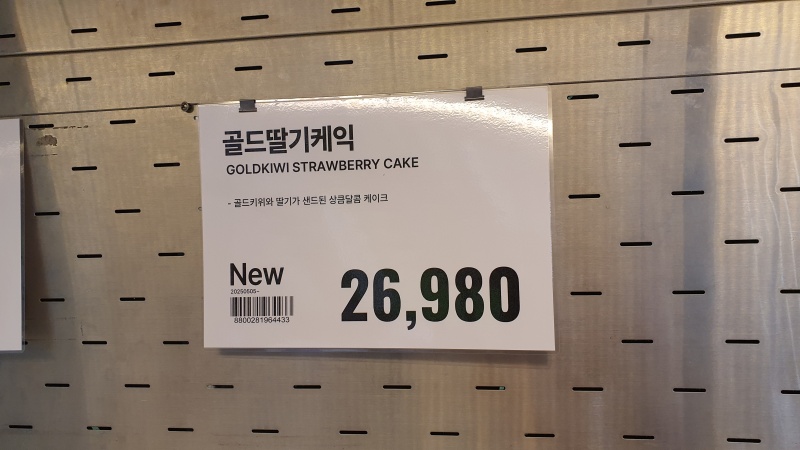 골드딸기케익
GOLDKIWI STRAWBERRY CAKE
- 골드키위와 딸기가 샌드된 상큼달콤 케이크
New
20250505~
8800281964433
26,980